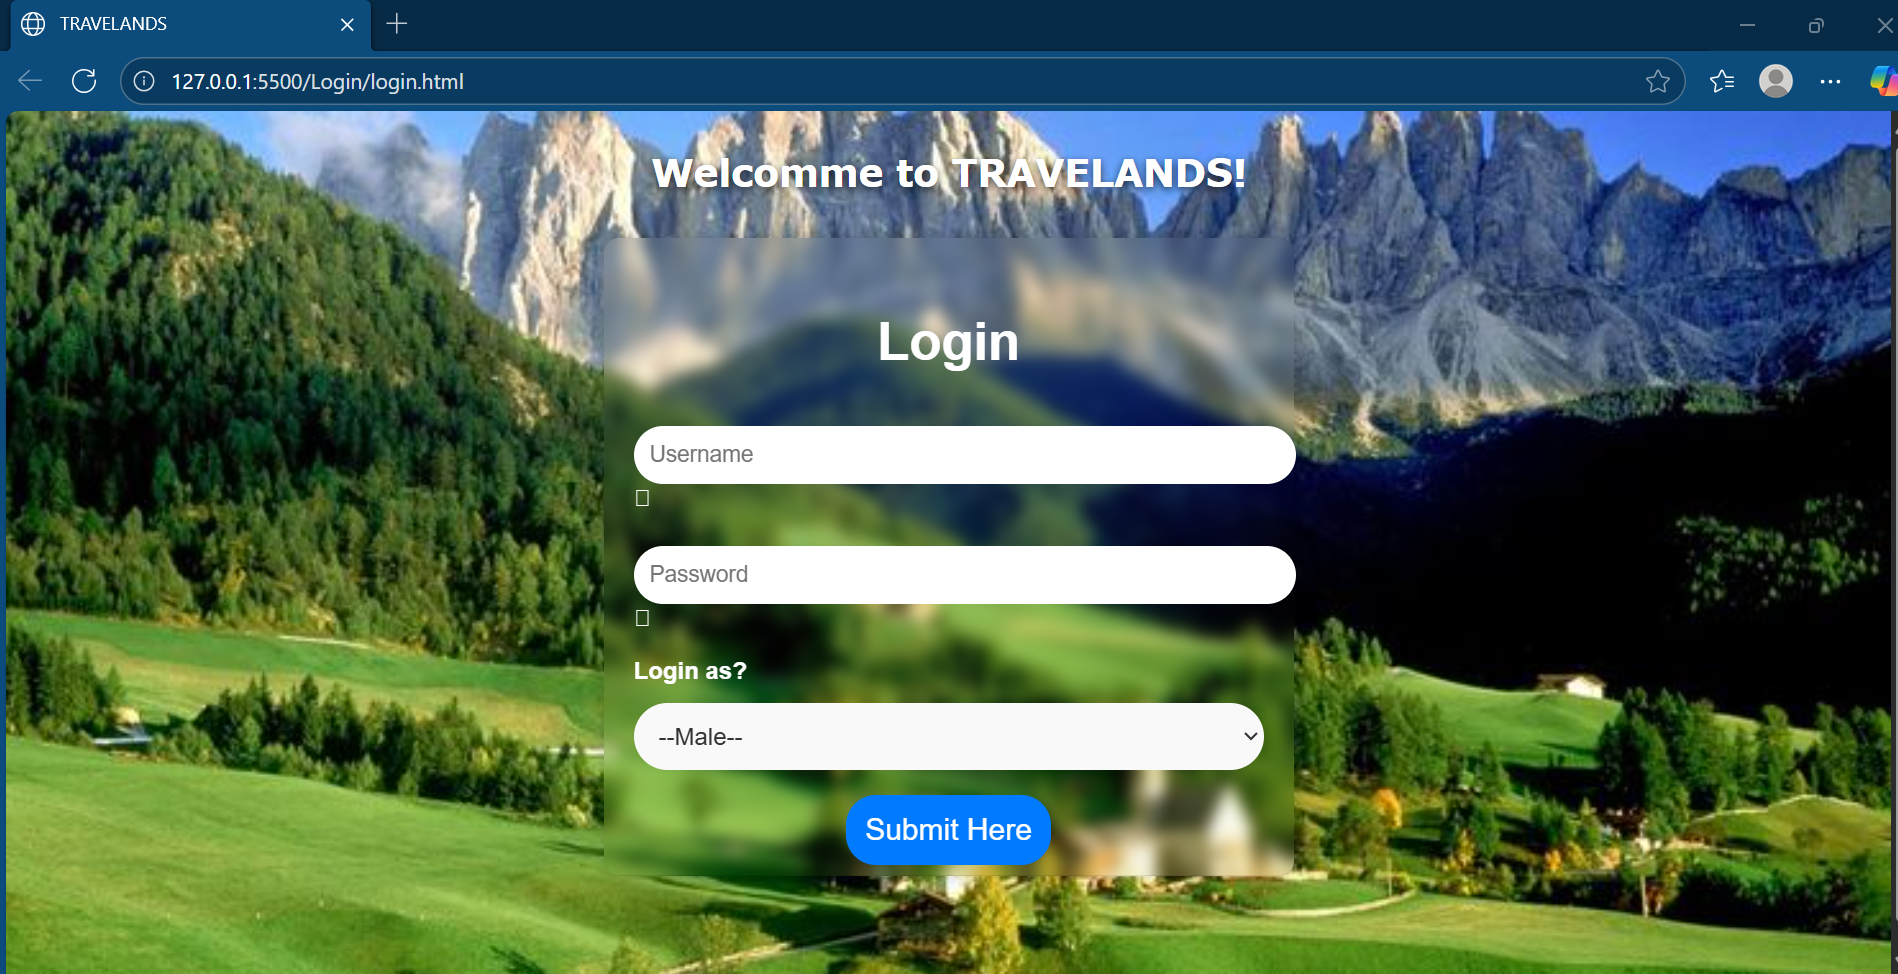 TRAVELANDS
127.0.0.1:5500/Login/login.html
Welcomme to TRAVELANDS!
Login
Username
Password
Login as?
--Male--
Submit Here